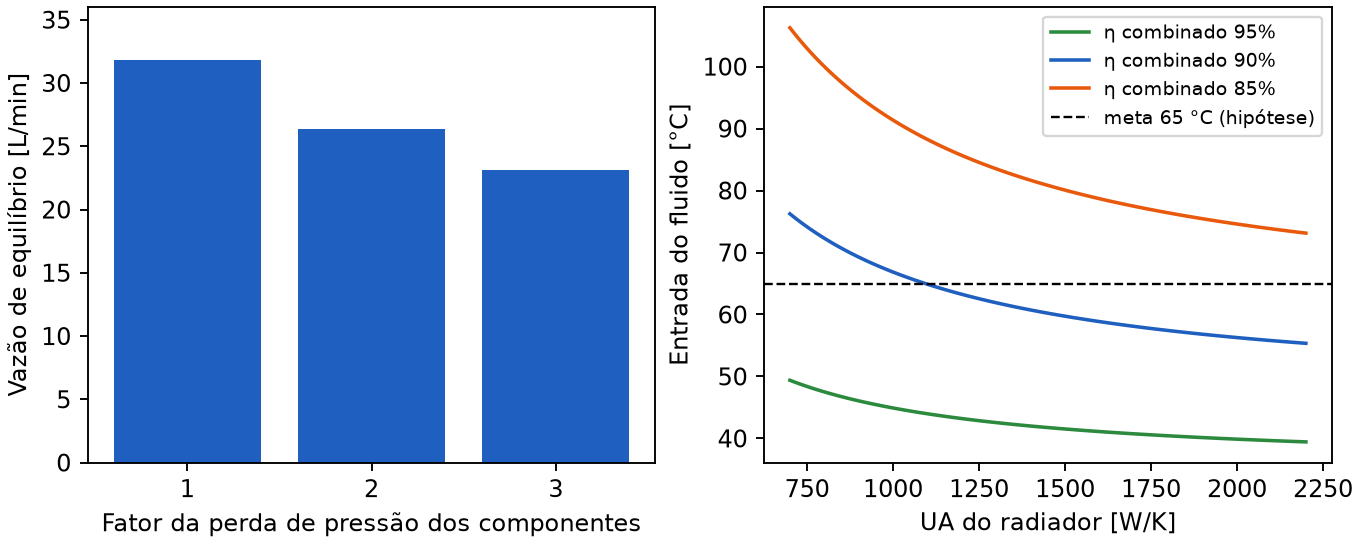 35
30
25
20
15
10
5
0
Vazão de equilíbrio [L/min]
1 2 3
Fator da perda de pressão dos componentes
100
90
80
70
60
50
40
Entrada do fluido [°C]
η combinado 95%
η combinado 90%
η combinado 85%
meta 65 °C (hipótese)
750 1000 1250 1500 1750 2000 2250
UA do radiador [W/K]